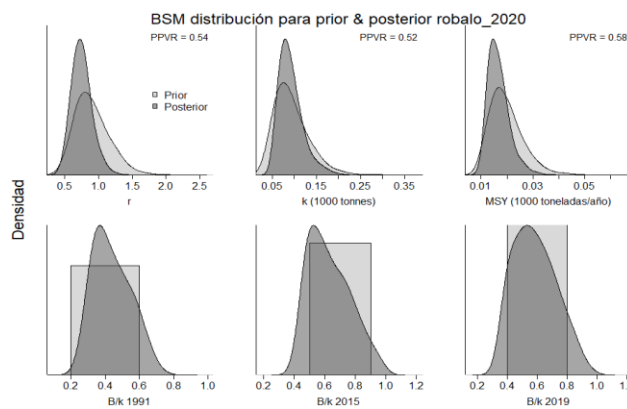 BSM distribución para prior & posterior robalo_2020
PPVR = 0.54
PPVR = 0.52
PPVR = 0.58
Prior
Posterior
0.5 1.0 1.5 2.0 2.5
r
0.05 0.15 0.25 0.35
k (1000 tonnes)
0.01 0.03 0.05
MSY (1000 toneladas/año)
Densidad
0.2 0.4 0.6 0.8 1.0
B/k 1991
0.2 0.4 0.6 0.8 1.0 1.2
B/k 2015
0.2 0.4 0.6 0.8 1.0 1.2
B/k 2019